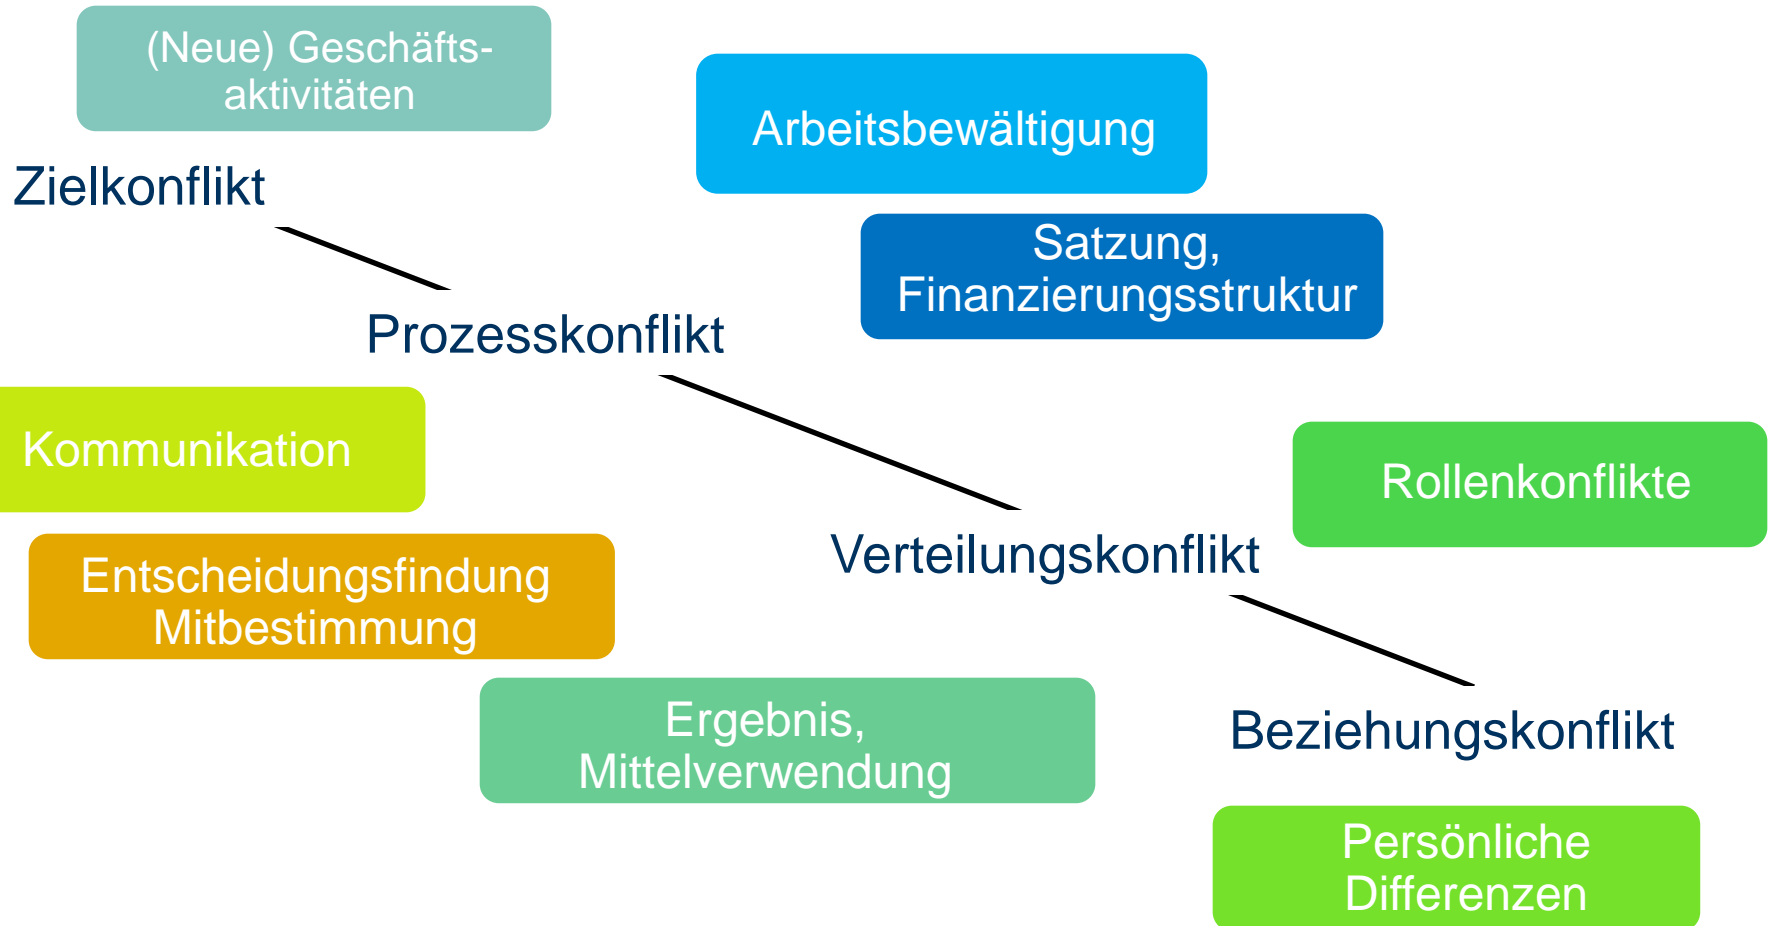 (Neue) Geschäfts-
aktivitäten
Arbeitsbewältigung
Zielkonflikt
Satzung,
Finanzierungsstruktur
Prozesskonflikt
Kommunikation
Rollenkonflikte
Verteilungskonflikt
Entscheidungsfindung
Mitbestimmung
Ergebnis,
Mittelverwendung
Beziehungskonflikt
Persönliche
Differenzen